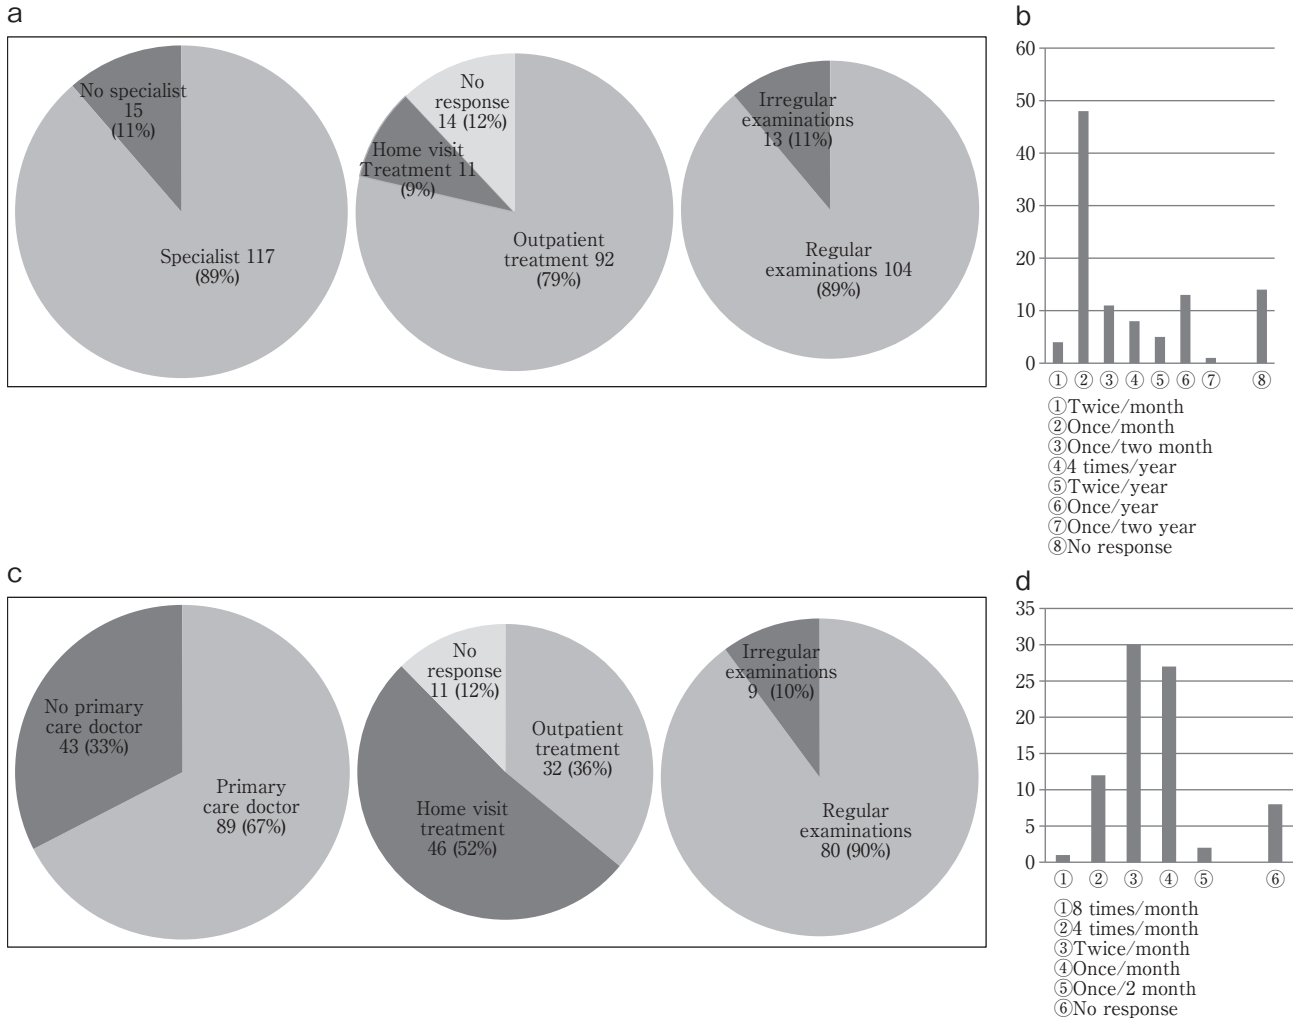 a
No specialist
15
(11%)
Specialist 117
(89%)
No
response
14 (12%)
Home visit
Treatment 11
(9%)
Outpatient
treatment 92
(79%)
Irregular
examinations
13 (11%)
Regular
examinations 104
(89%)
b
60
50
40
30
20
10
0
① ② ③ ④ ⑤ ⑥ ⑦ ⑧
①Twice/month
②Once/month
③Once/two month
④4 times/year
⑤Twice/year
⑥Once/year
⑦Once/two year
⑧No response
c
No primary
care doctor
43 (33%)
Primary
care doctor
89 (67%)
No
response
11 (12%)
Outpatient
treatment
32 (36%)
Home visit
treatment
46 (52%)
Irregular
examinations
9 (10%)
Regular
examinations
80 (90%)
d
35
30
25
20
15
10
5
0
① ② ③ ④ ⑤ ⑥
①8 times/month
②4 times/month
③Twice/month
④Once/month
⑤Once/2 month
⑥No response